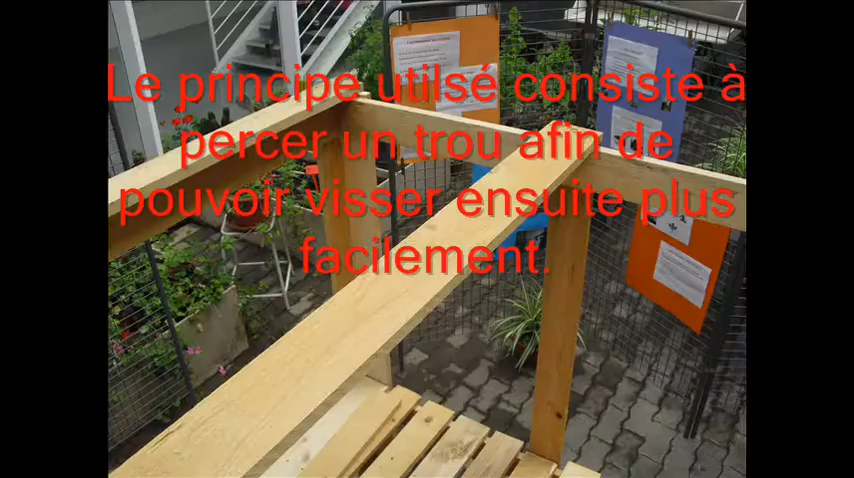 Le principe utilsé consiste à
percer un trou afin de
pouvoir visser ensuite plus
facilement.